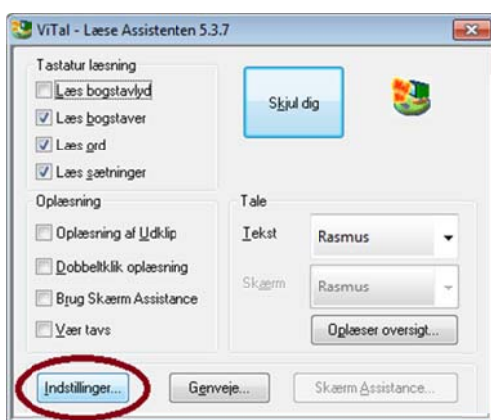 ViTal - Læse Assistenten 5.3.7
Tastatur læsning
Læs bogstavlyd
Læs bogstaver
Læs ord
Læs sætninger
Skjul dig
Oplæsning
Oplæsning af Udklip
Dobbeltklik oplæsning
Brug Skærm Assistance
Vær tavs
Tale
Tekst Rasmus
Skærm Rasmus
Oplæser oversigt...
Indstillinger... Genveje... Skærm Assistance...